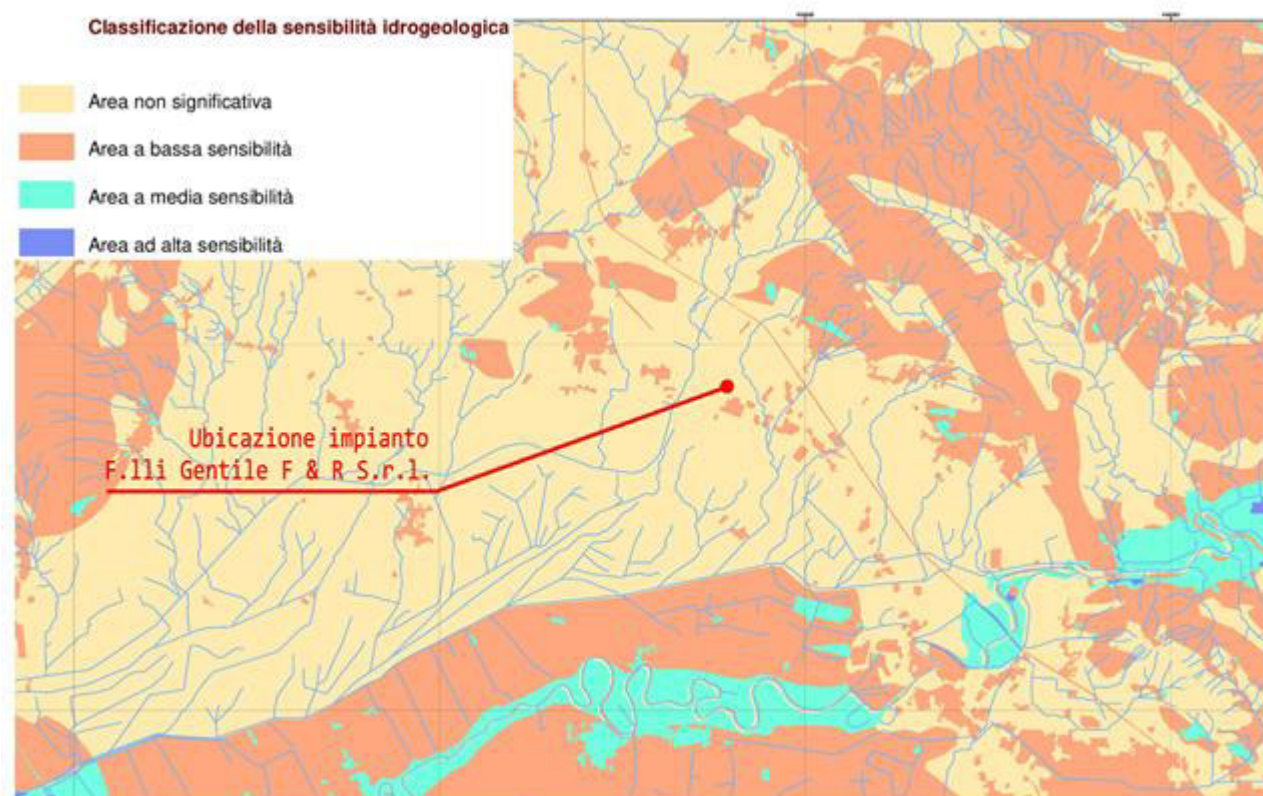 Classificazione della sensibilità idrogeologica
Area non significativa
Area a bassa sensibilità
Area a media sensibilità
Area ad alta sensibilità
Ubicazione impianto
F.lli Gentile F & R S.r.l.